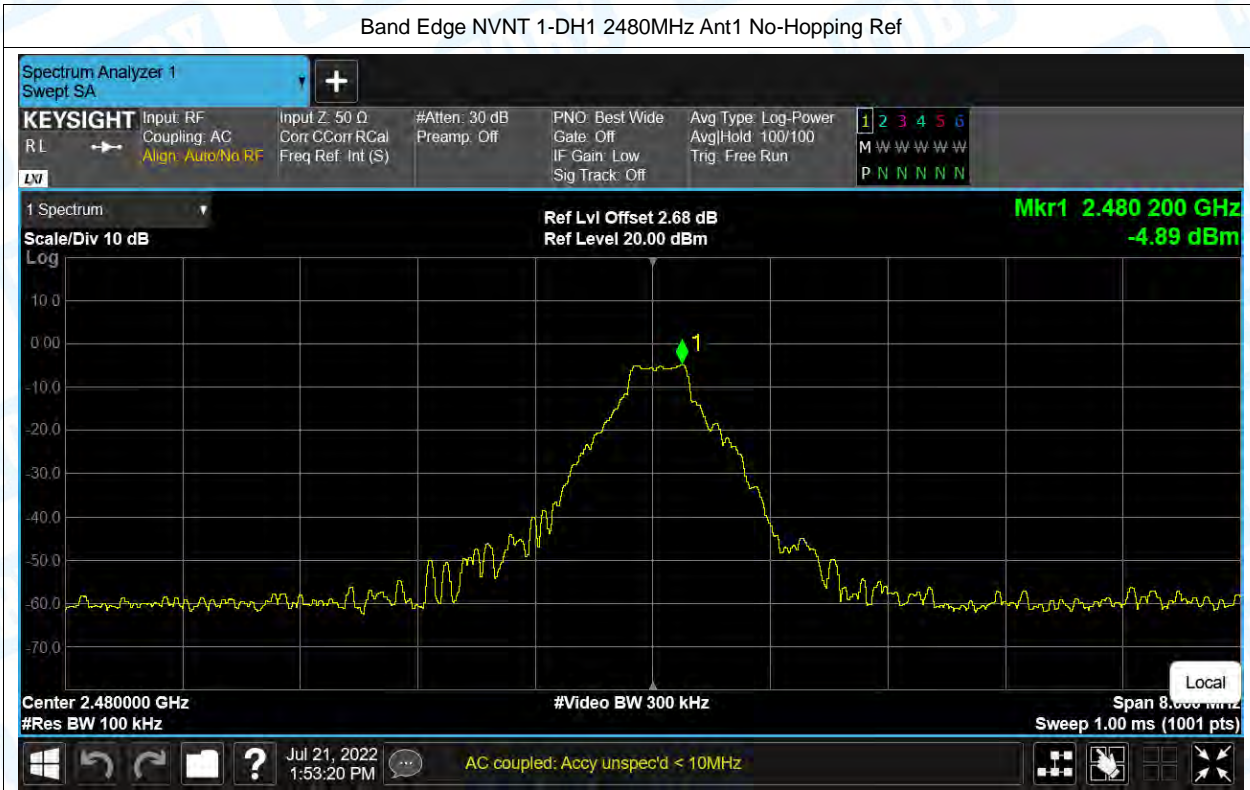 Band Edge NVNT 1-DH1 2480MHz Ant1 No-Hopping Ref
Spectrum Analyzer 1
Swept SA
+
KEYSIGHT
RL
LXI
Input: RF
Coupling: AC
Align: Auto/No RF
Input Z: 50 Ω
Corr CCorr RCal
Freq Ref: Int (S)
#Atten: 30 dB
Preamp: Off
PNO: Best Wide
Gate: Off
IF Gain: Low
Sig Track: Off
Avg Type: Log-Power
Avg|Hold: 100/100
Trig: Free Run
1 2 3 4 5 6
M W W W W W
P N N N N N
1 Spectrum
Scale/Div 10 dB
Ref Lvl Offset 2.68 dB
Ref Level 20.00 dBm
Mkr1 2.480 200 GHz
-4.89 dBm
Log
10.0
0.00
-10.0
-20.0
-30.0
-40.0
-50.0
-60.0
-70.0
1
Center 2.480000 GHz
#Res BW 100 kHz
#Video BW 300 kHz
Local
Span
Sweep 1.00 ms (1001 pts)
?
Jul 21, 2022
1:53:20 PM
AC coupled: Accy unspec'd < 10MHz